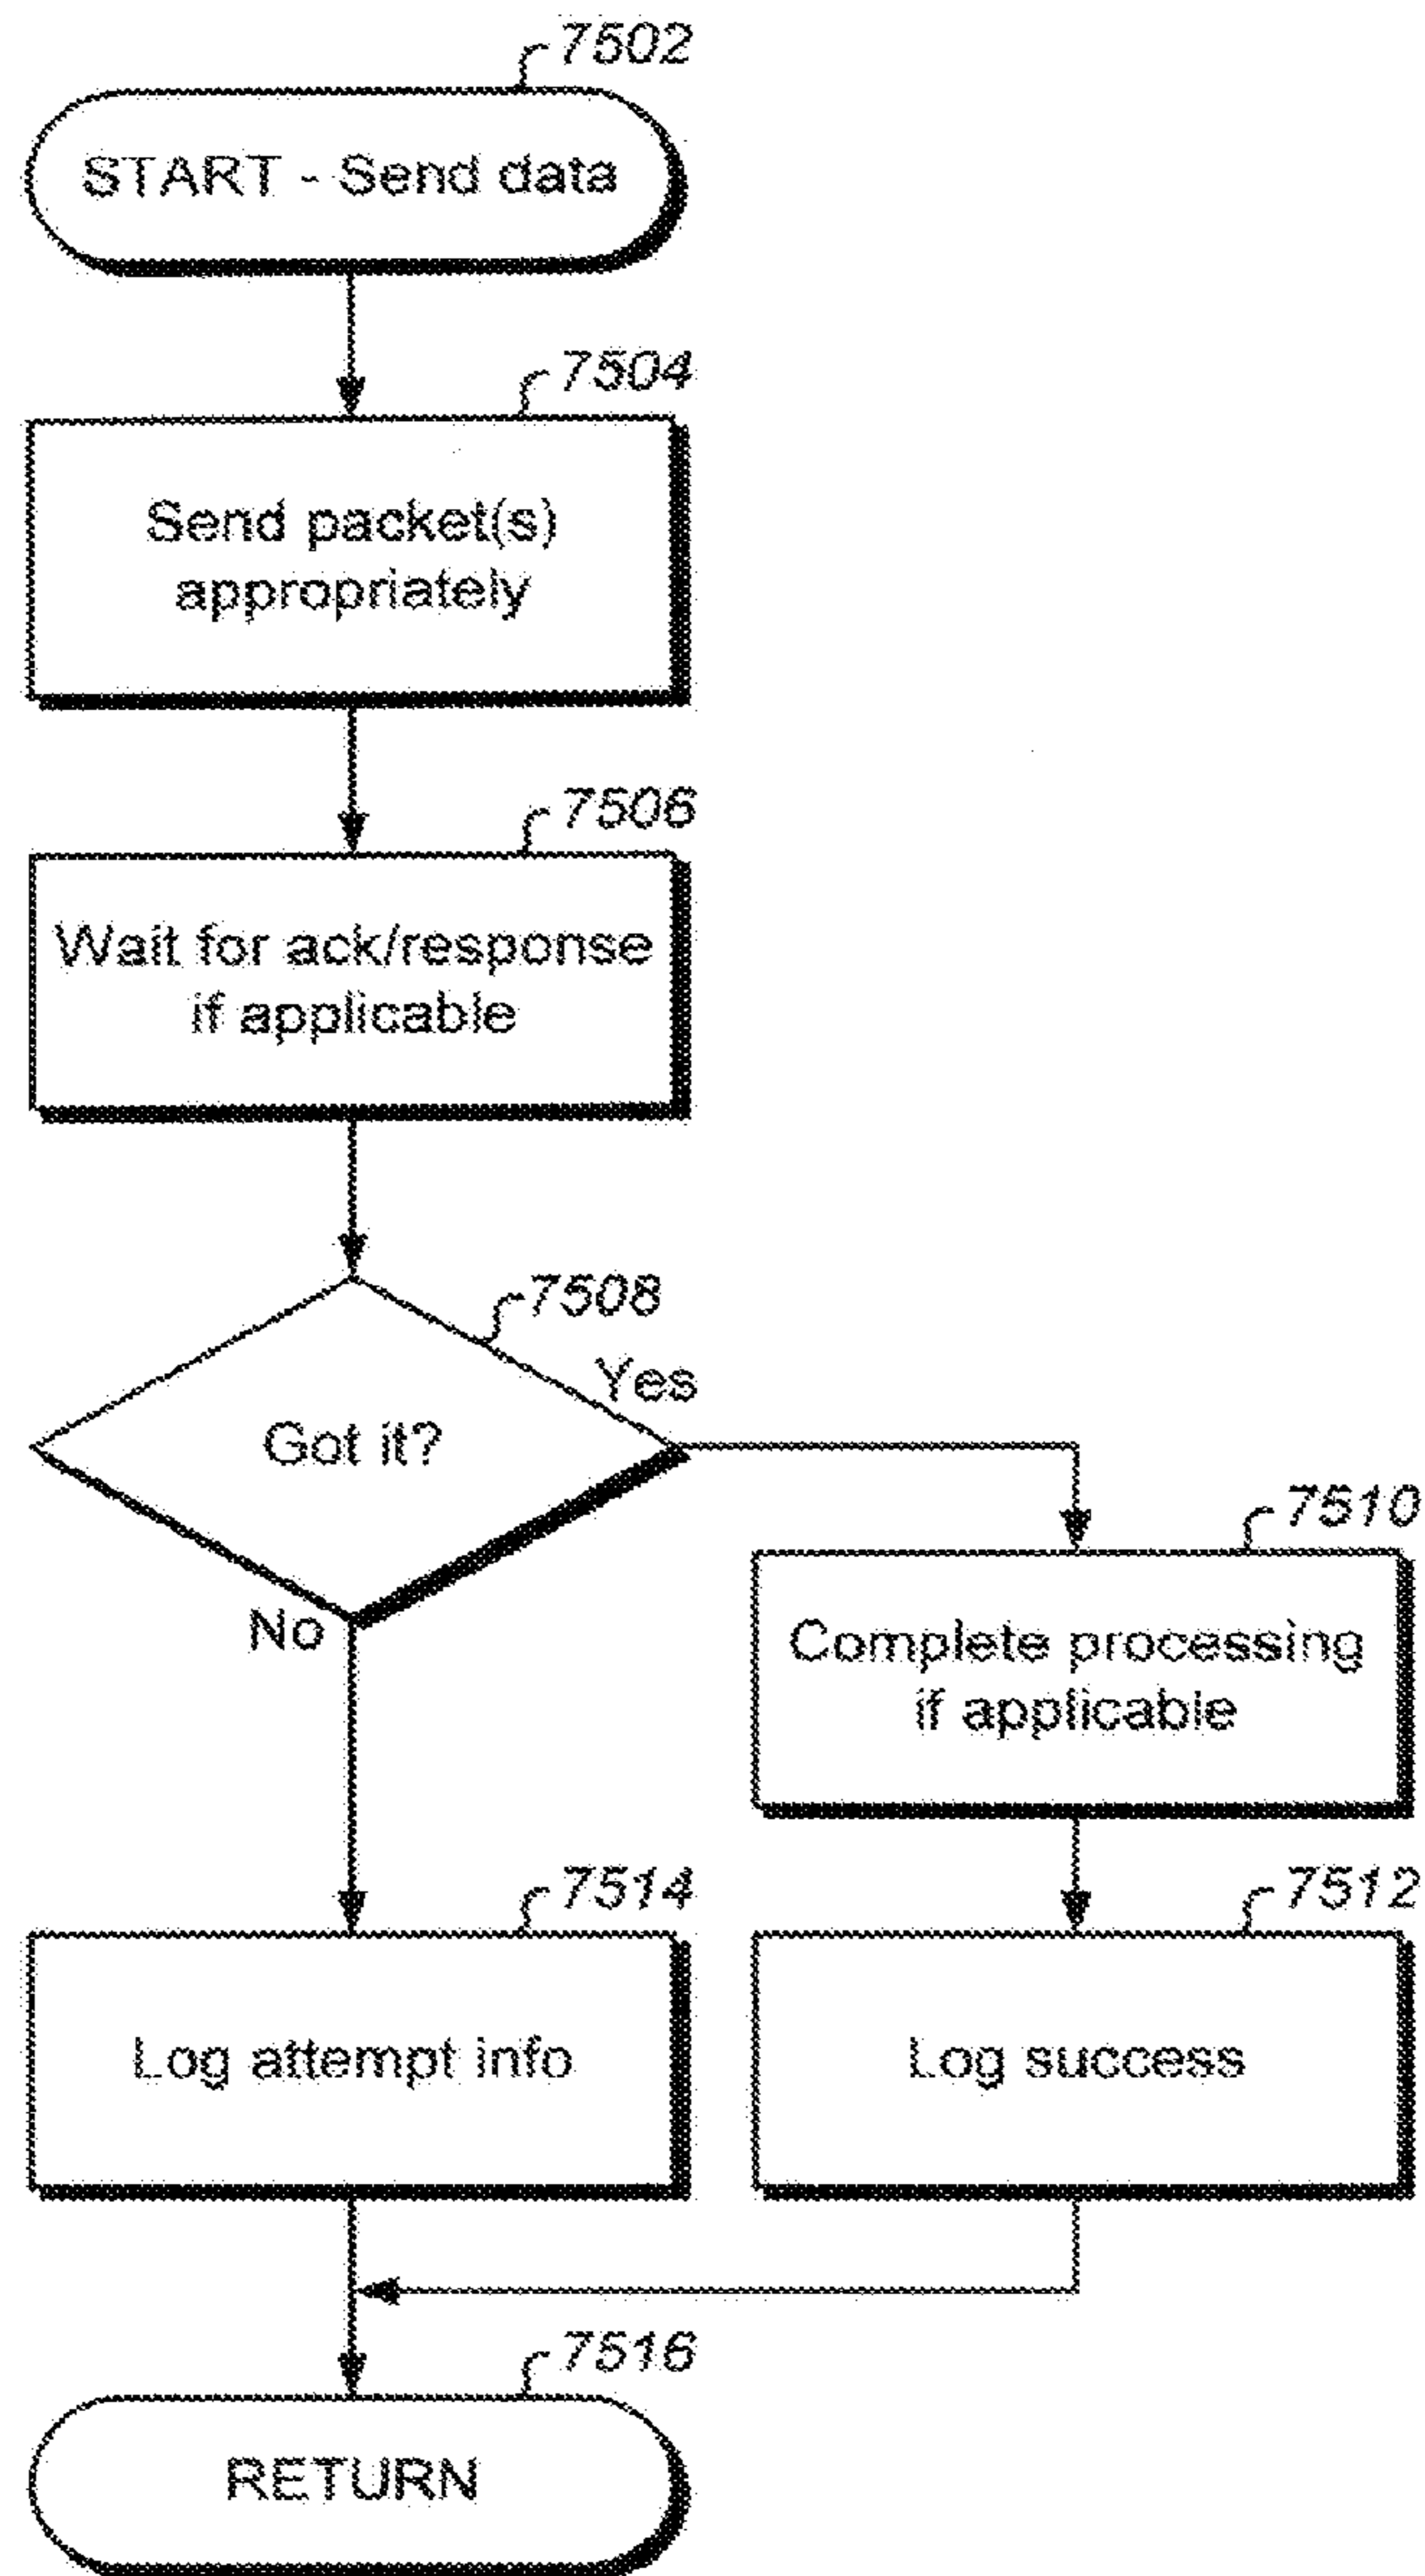 7502
START - Send data
7504
Send packet(s)
appropriately
7506
Wait for ack/response
if applicable
7508
Yes
Got it?
No
7510
Complete processing
if applicable
7514
Log attempt info
7512
Log success
7516
RETURN